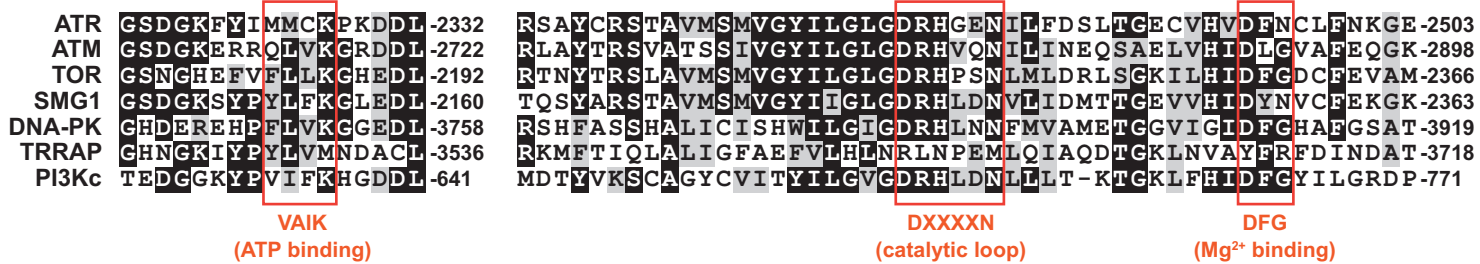 ATR GSDGKFYIMMCKPKDDL-2332 RSAYCRSTAVMSMVGYILGLGDRHGENILFDSLTGECVHVDFNCLFNKGE-2503
ATM GSDGKERRQLVKGRDDL-2722 RLAYTRSVATSSIVGYILGLGDRHVQNILINEQSAELVHIDLGVAFEQGK-2898
TOR GSNGHEFVFLLKGHEDL-2192 RTNYTRSLAVMSMVGYILGLGDRHPSNLMLDRLSGKILHIDFGDCFEVAM-2366
SMG1 GSDGKSYPYLFKGLEDL-2160 TQSYARSTAVMSMVGYIIGLGDRHLDNVLIDMTTGEVVHIDYNVCFEKGK-2363
DNA-PK GHDEREHPFLVKGGEDL-3758 RSHFASSHALICISHWILGIGDRHLNNFMVAMETGGVIGIDFGHAFGSAT-3919
TRRAP GHNGKIYPYLVMNDACL-3536 RKMFTIQLALIGFAEFVLHLNRLNPEMLQIAQDTGKLNVAYFRFDINDAT-3718
PI3Kc TEDGGKYPVIFKHGDDL-641 MDTYVKSCAGYCVITYILGVGDRHLDNLLLT-KTGKLFHIDFGYILGRDP-771
VAIK DXXXXN DFG
(ATP binding) (catalytic loop) (Mg²⁺ binding)